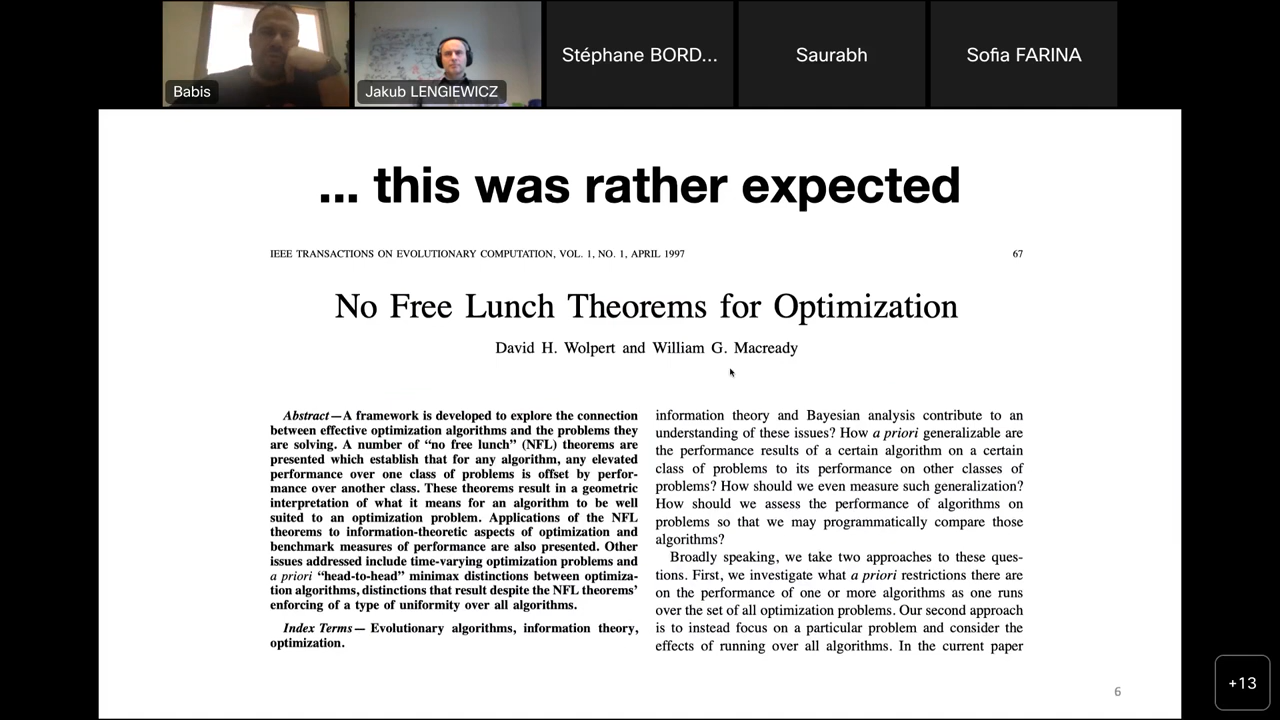 Babis
Jakub LENGIEWICZ
Stéphane BORD...
Saurabh
Sofia FARINA
... this was rather expected
IEEE TRANSACTIONS ON EVOLUTIONARY COMPUTATION, VOL. 1, NO. 1, APRIL 1997
67
No Free Lunch Theorems for Optimization
David H. Wolpert and William G. Macready
Abstract—A framework is developed to explore the connection
between effective optimization algorithms and the problems they
are solving. A number of “no free lunch” (NFL) theorems are
presented which establish that for any algorithm, any elevated
performance over one class of problems is offset by perfor-
mance over another class. These theorems result in a geometric
interpretation of what it means for an algorithm to be well
suited to an optimization problem. Applications of the NFL
theorems to information-theoretic aspects of optimization and
benchmark measures of performance are also presented. Other
issues addressed include time-varying optimization problems and
a priori “head-to-head” minimax distinctions between optimiza-
tion algorithms, distinctions that result despite the NFL theorems’
enforcing of a type of uniformity over all algorithms.
Index Terms— Evolutionary algorithms, information theory,
optimization.
information theory and Bayesian analysis contribute to an
understanding of these issues? How a priori generalizable are
the performance results of a certain algorithm on a certain
class of problems to its performance on other classes of
problems? How should we even measure such generalization?
How should we assess the performance of algorithms on
problems so that we may programmatically compare those
algorithms?
Broadly speaking, we take two approaches to these ques-
tions. First, we investigate what a priori restrictions there are
on the performance of one or more algorithms as one runs
over the set of all optimization problems. Our second approach
is to instead focus on a particular problem and consider the
effects of running over all algorithms. In the current paper
6
+13